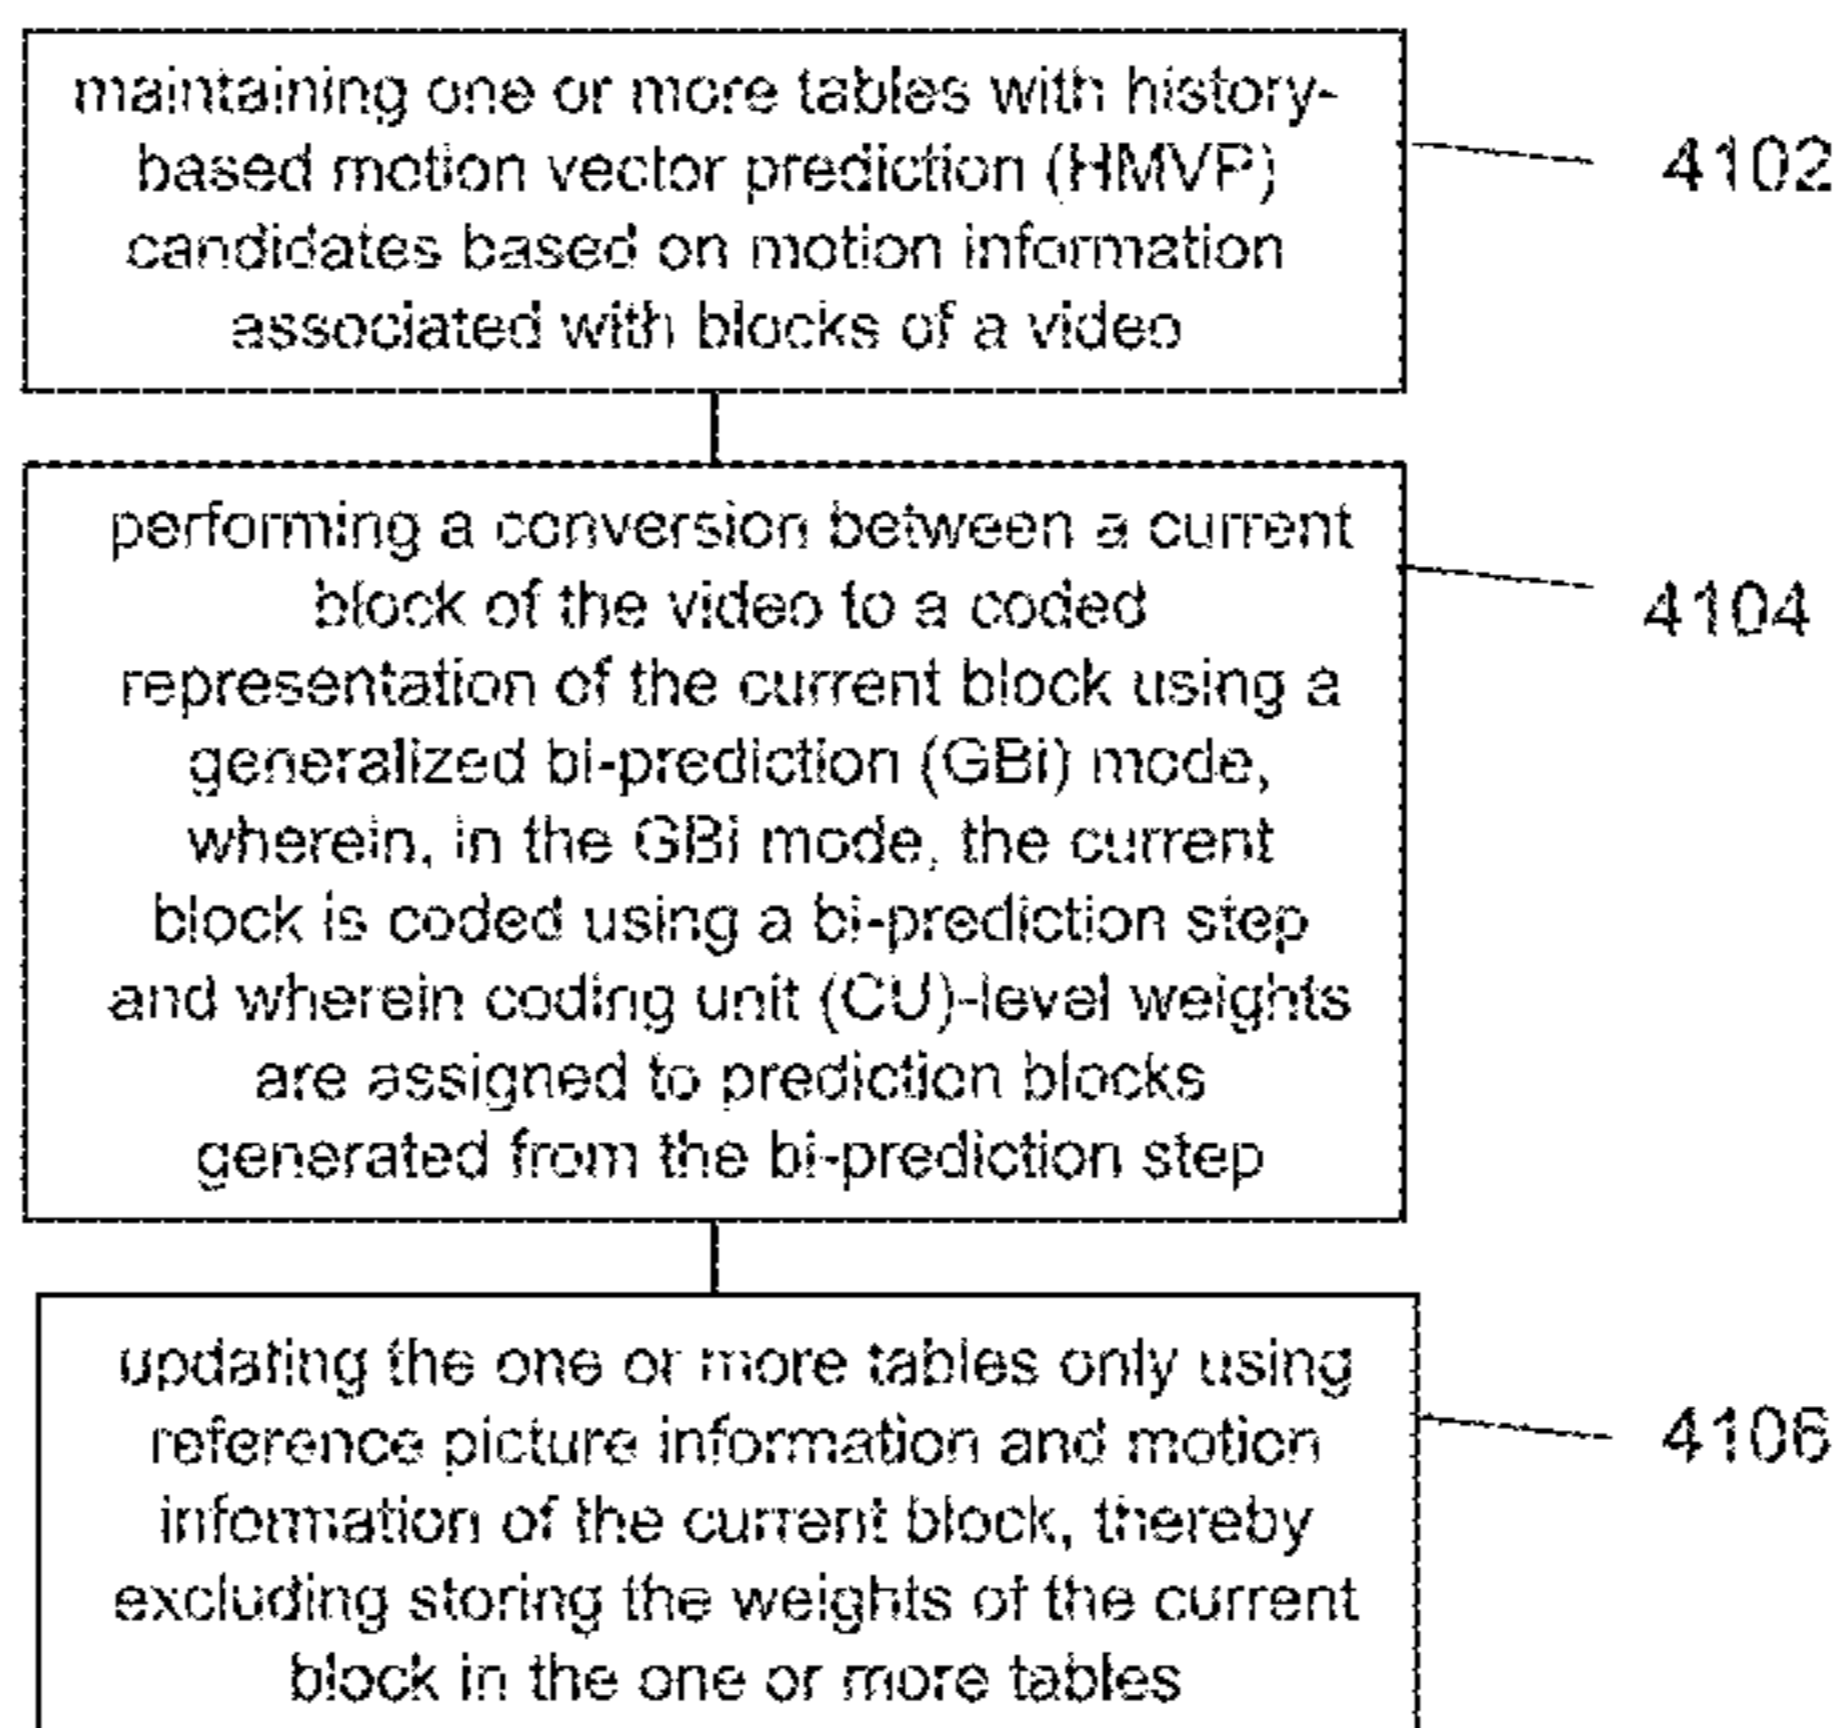 maintaining one or more tables with history-
based motion vector prediction (HMVP)
candidates based on motion information
associated with blocks of a video
4102
performing a conversion between a current
block of the video to a coded
representation of the current block using a
generalized bi-prediction (GBi) mode,
wherein, in the GBi mode, the current
block is coded using a bi-prediction step
and wherein coding unit (CU)-level weights
are assigned to prediction blocks
generated from the bi-prediction step
4104
updating the one or more tables only using
reference picture information and motion
information of the current block, thereby
excluding storing the weights of the current
block in the one or more tables
4106